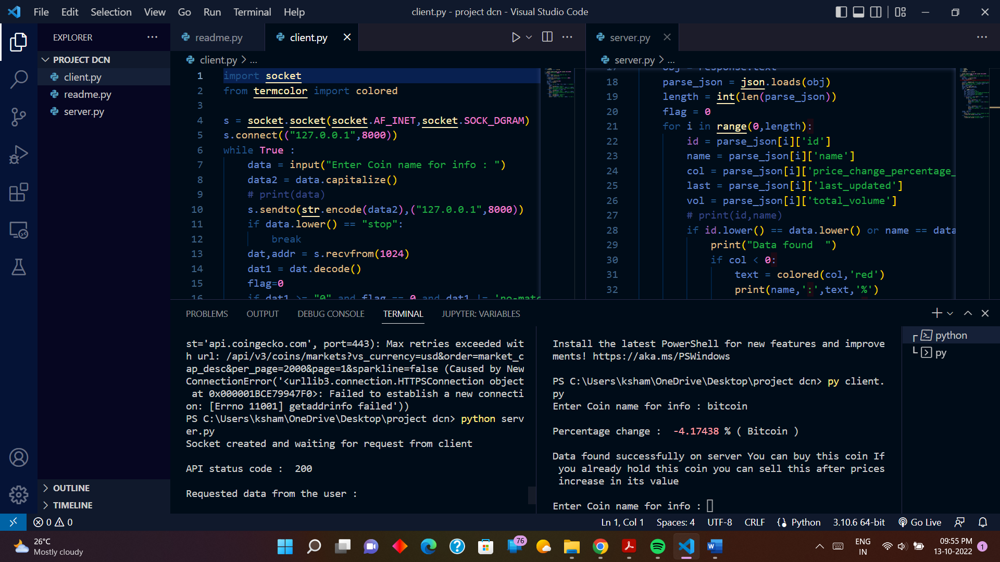 File Edit Selection View Go Run Terminal Help
client.py - project dcn - Visual Studio Code
EXPLORER
PROJECT DCN
client.py
readme.py
server.py
OUTLINE
TIMELINE
readme.py
client.py
client.py > ...
1 import socket
2 from termcolor import colored
3
4 s = socket.socket(socket.AF_INET,socket.SOCK_DGRAM)
5 s.connect(("127.0.0.1",8000))
6 while True :
7 data = input("Enter Coin name for info : ")
8 data2 = data.capitalize()
9 # print(data)
10 s.sendto(str.encode(data2),("127.0.0.1",8000))
11 if data.lower() == "stop":
12 break
13 dat,addr = s.recvfrom(1024)
14 dat1 = dat.decode()
15 flag=0
16 if dat1 >= "0" and flag == 0 and dat1 != 'no-matc
server.py
server.py > ...
17 obj = response.text
18 parse_json = json.loads(obj)
19 length = int(len(parse_json))
20 flag = 0
21 for i in range(0,length):
22 id = parse_json[i]['id']
23 name = parse_json[i]['name']
24 col = parse_json[i]['price_change_percentage_
25 last = parse_json[i]['last_updated']
26 vol = parse_json[i]['total_volume']
27 # print(id,name)
28 if id.lower() == data.lower() or name == data
29 print("Data found  ")
30 if col < 0:
31 text = colored(col,'red')
32 print(name,':',text,'%')
PROBLEMS OUTPUT DEBUG CONSOLE TERMINAL JUPYTER: VARIABLES
st='api.coingecko.com', port=443): Max retries exceeded wit
h url: /api/v3/coins/markets?vs_currency=usd&order=market_c
ap_desc&per_page=2000&page=1&sparkline=false (Caused by New
ConnectionError('<urllib3.connection.HTTPSConnection object
at 0x000001BCE79947F0>: Failed to establish a new connecti
on: [Errno 11001] getaddrinfo failed'))
PS C:\Users\ksham\OneDrive\Desktop\project dcn> python serv
er.py
Socket created and waiting for request from client
API status code :  200
Requested data from the user :
Install the latest PowerShell for new features and improve
ments! https://aka.ms/PSWindows
PS C:\Users\ksham\OneDrive\Desktop\project dcn> py client.
py
Enter Coin name for info : bitcoin
Percentage change :  -4.17438 % ( Bitcoin )
Data found successfully on server You can buy this coin If
you already hold this coin you can sell this after prices
increase in its value
Enter Coin name for info :
python
py
0 0
Ln 1, Col 1 Spaces: 4 UTF-8 CRLF Python 3.10.6 64-bit Go Live
26°C
Mostly cloudy
76
ENG
IN
09:55 PM
13-10-2022
1